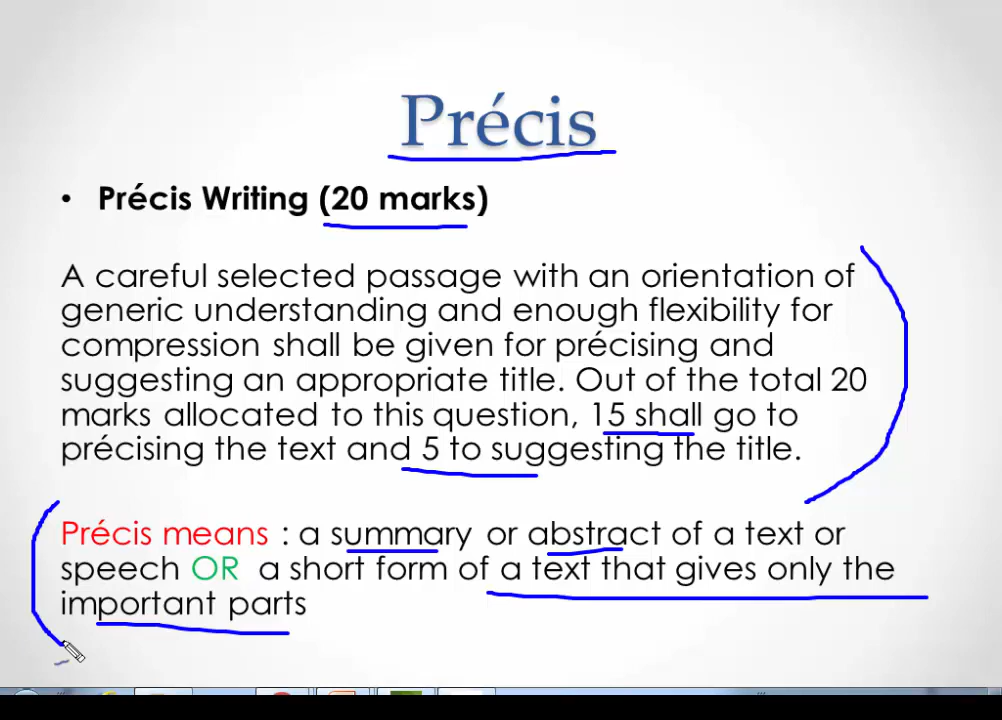 Précis
• Précis Writing (20 marks)
A careful selected passage with an orientation of
generic understanding and enough flexibility for
compression shall be given for précising and
suggesting an appropriate title. Out of the total 20
marks allocated to this question, 15 shall go to
précising the text and 5 to suggesting the title.
Précis means : a summary or abstract of a text or
speech OR a short form of a text that gives only the
important parts